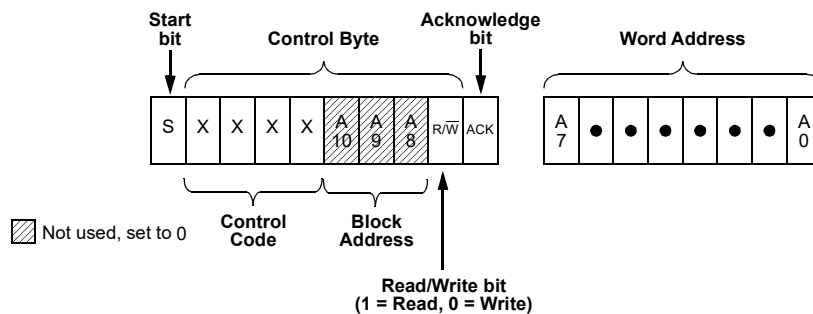 Start
bit
Control Byte
Acknowledge
bit
Word Address
S X X X X A
10 A
9 A
8 R/W̅ ACK
A
7 ● ● ● ● ● ● A
0
Control
Code
Block
Address
Not used, set to 0
Read/Write bit
(1 = Read, 0 = Write)